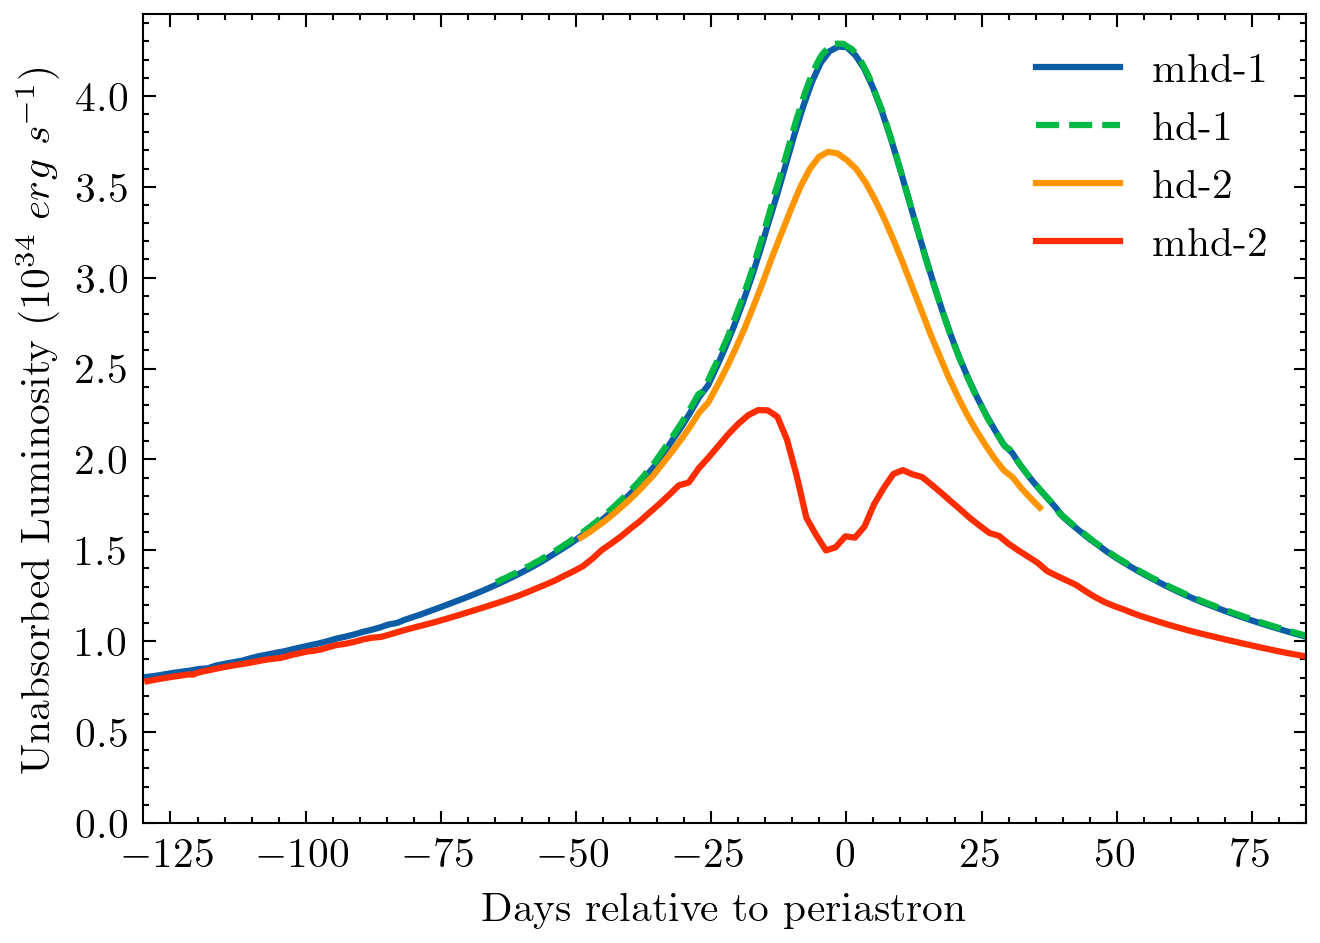 Unabsorbed Luminosity (10³⁴ erg s⁻¹)
4.0
3.5
3.0
2.5
2.0
1.5
1.0
0.5
0.0
mhd-1
hd-1
hd-2
mhd-2
−125 −100 −75 −50 −25 0 25 50 75
Days relative to periastron